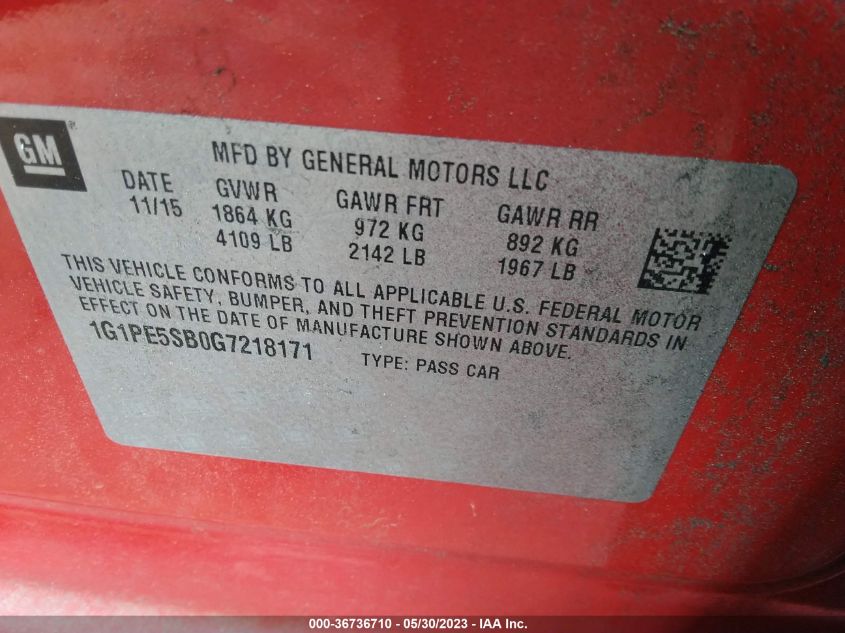 GM
MFD BY GENERAL MOTORS LLC
DATE GVWR GAWR FRT GAWR RR
11/15 1864 KG 972 KG 892 KG
4109 LB 2142 LB 1967 LB
THIS VEHICLE CONFORMS TO ALL APPLICABLE U.S. FEDERAL MOTOR
VEHICLE SAFETY, BUMPER, AND THEFT PREVENTION STANDARDS IN
EFFECT ON THE DATE OF MANUFACTURE SHOWN ABOVE.
1G1PE5SB0G7218171 TYPE: PASS CAR
000-36736710 • 05/30/2023 • IAA Inc.